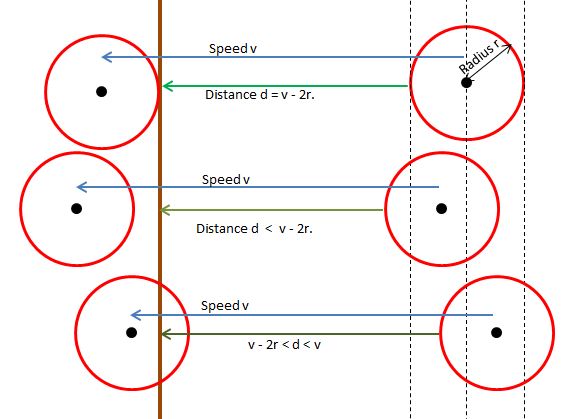 Speed v
Radius r
Distance d = v - 2r.
Speed v
Distance d < v - 2r.
Speed v
v - 2r < d < v